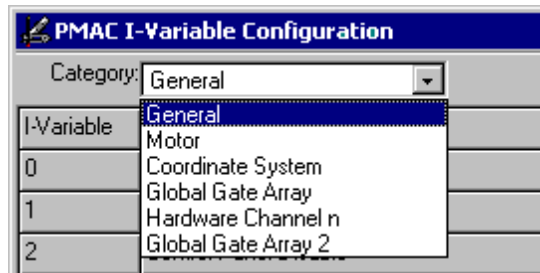 PMAC I-Variable Configuration
Category: General
General
I-Variable
Motor
0
Coordinate System
Global Gate Array
1
Hardware Channel n
2
Global Gate Array 2